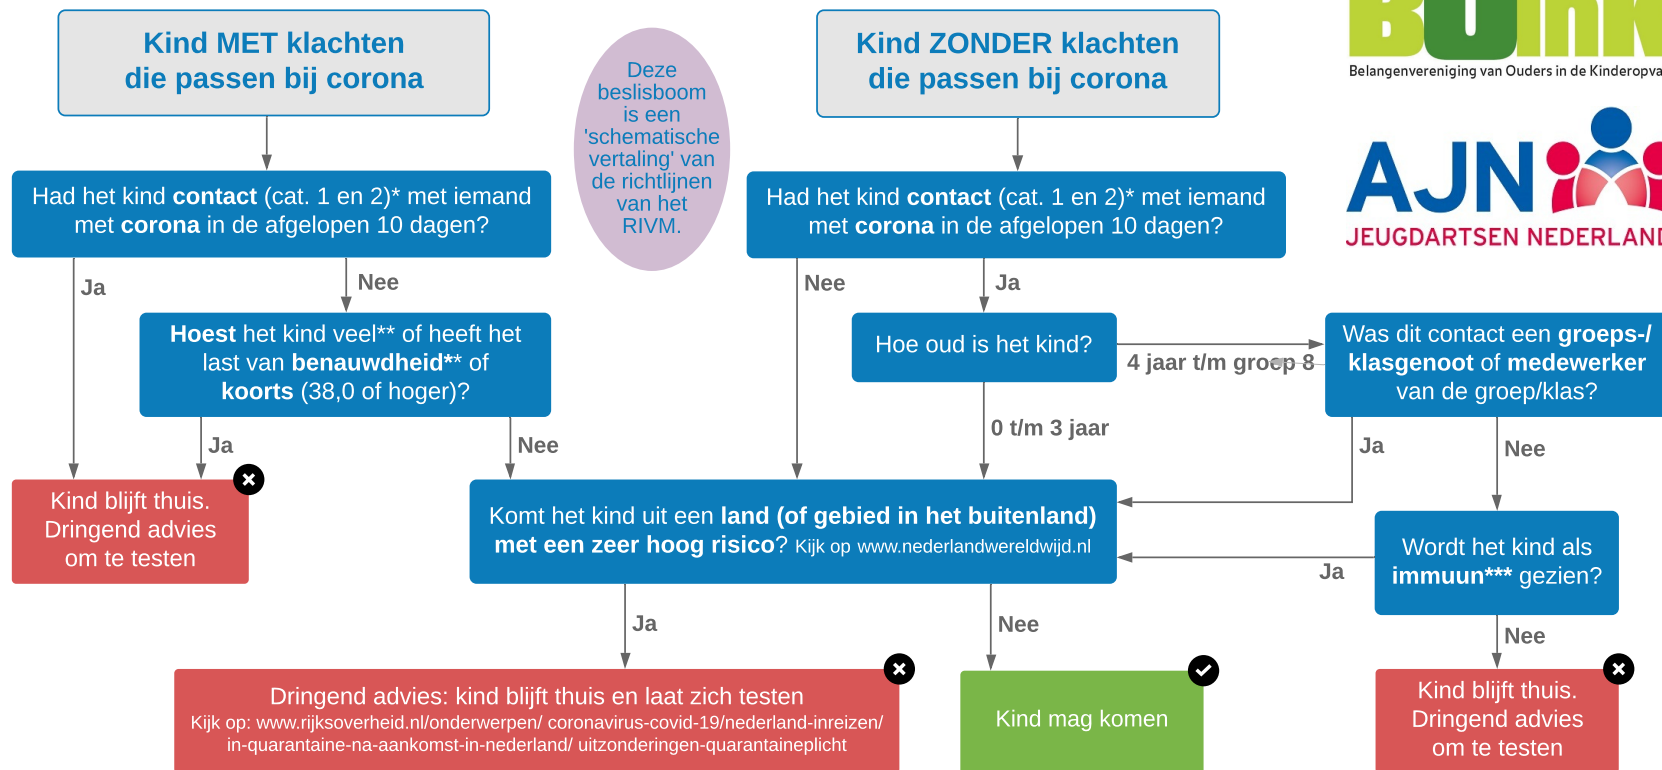 Kind MET klachten
die passen bij corona
Deze
beslisboom
is een
'schematische
vertaling' van
de richtlijnen
van het
RIVM.
Kind ZONDER klachten
die passen bij corona
Belangenvereniging van Ouders in de Kinderopva
AJN
JEUGDARTSEN NEDERLAND
Had het kind contact (cat. 1 en 2)* met iemand
met corona in de afgelopen 10 dagen?
Had het kind contact (cat. 1 en 2)* met iemand
met corona in de afgelopen 10 dagen?
Ja
Nee
Nee
Ja
Hoest het kind veel** of heeft het
last van benauwdheid** of
koorts (38,0 of hoger)?
Hoe oud is het kind?
4 jaar t/m groep 8
Was dit contact een groeps-/
klasgenoot of medewerker
van de groep/klas?
Ja
Nee
0 t/m 3 jaar
Ja
Nee
Kind blijft thuis.
Dringend advies
om te testen
Komt het kind uit een land (of gebied in het buitenland)
met een zeer hoog risico? Kijk op www.nederlandwereldwijd.nl
Wordt het kind als
immuun*** gezien?
Ja
Ja
Nee
Nee
Dringend advies: kind blijft thuis en laat zich testen
Kijk op: www.rijksoverheid.nl/onderwerpen/ coronavirus-covid-19/nederland-inreizen/
in-quarantaine-na-aankomst-in-nederland/ uitzonderingen-quarantaineplicht
Kind mag komen
Kind blijft thuis.
Dringend advies
om te testen